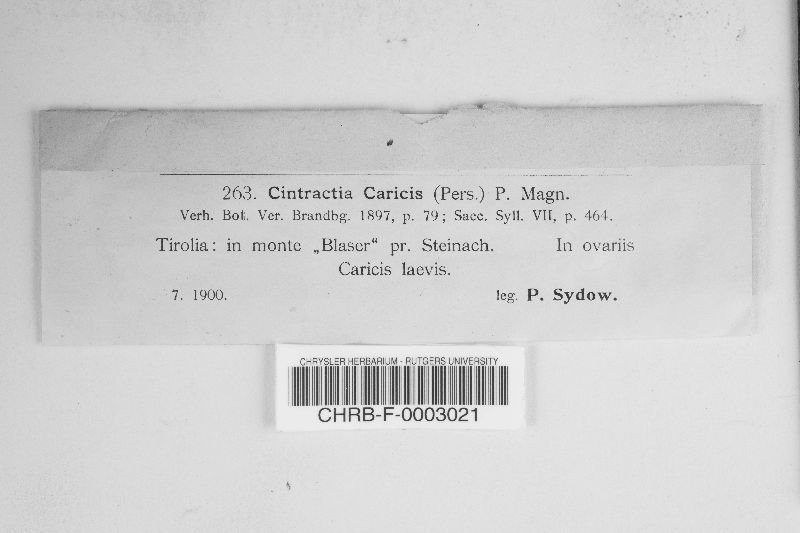 263. Cintractia Caricis (Pers.) P. Magn.
Verh. Bot. Ver. Brandbg. 1897, p. 79; Sacc. Syll. VII, p. 464.
Tirolia: in monte „Blaser“ pr. Steinach. In ovariis
Caricis laevis.
7. 1900. leg. P. Sydow.
CHRYSLER HERBARIUM - RUTGERS UNIVERSITY
CHRB-F-0003021